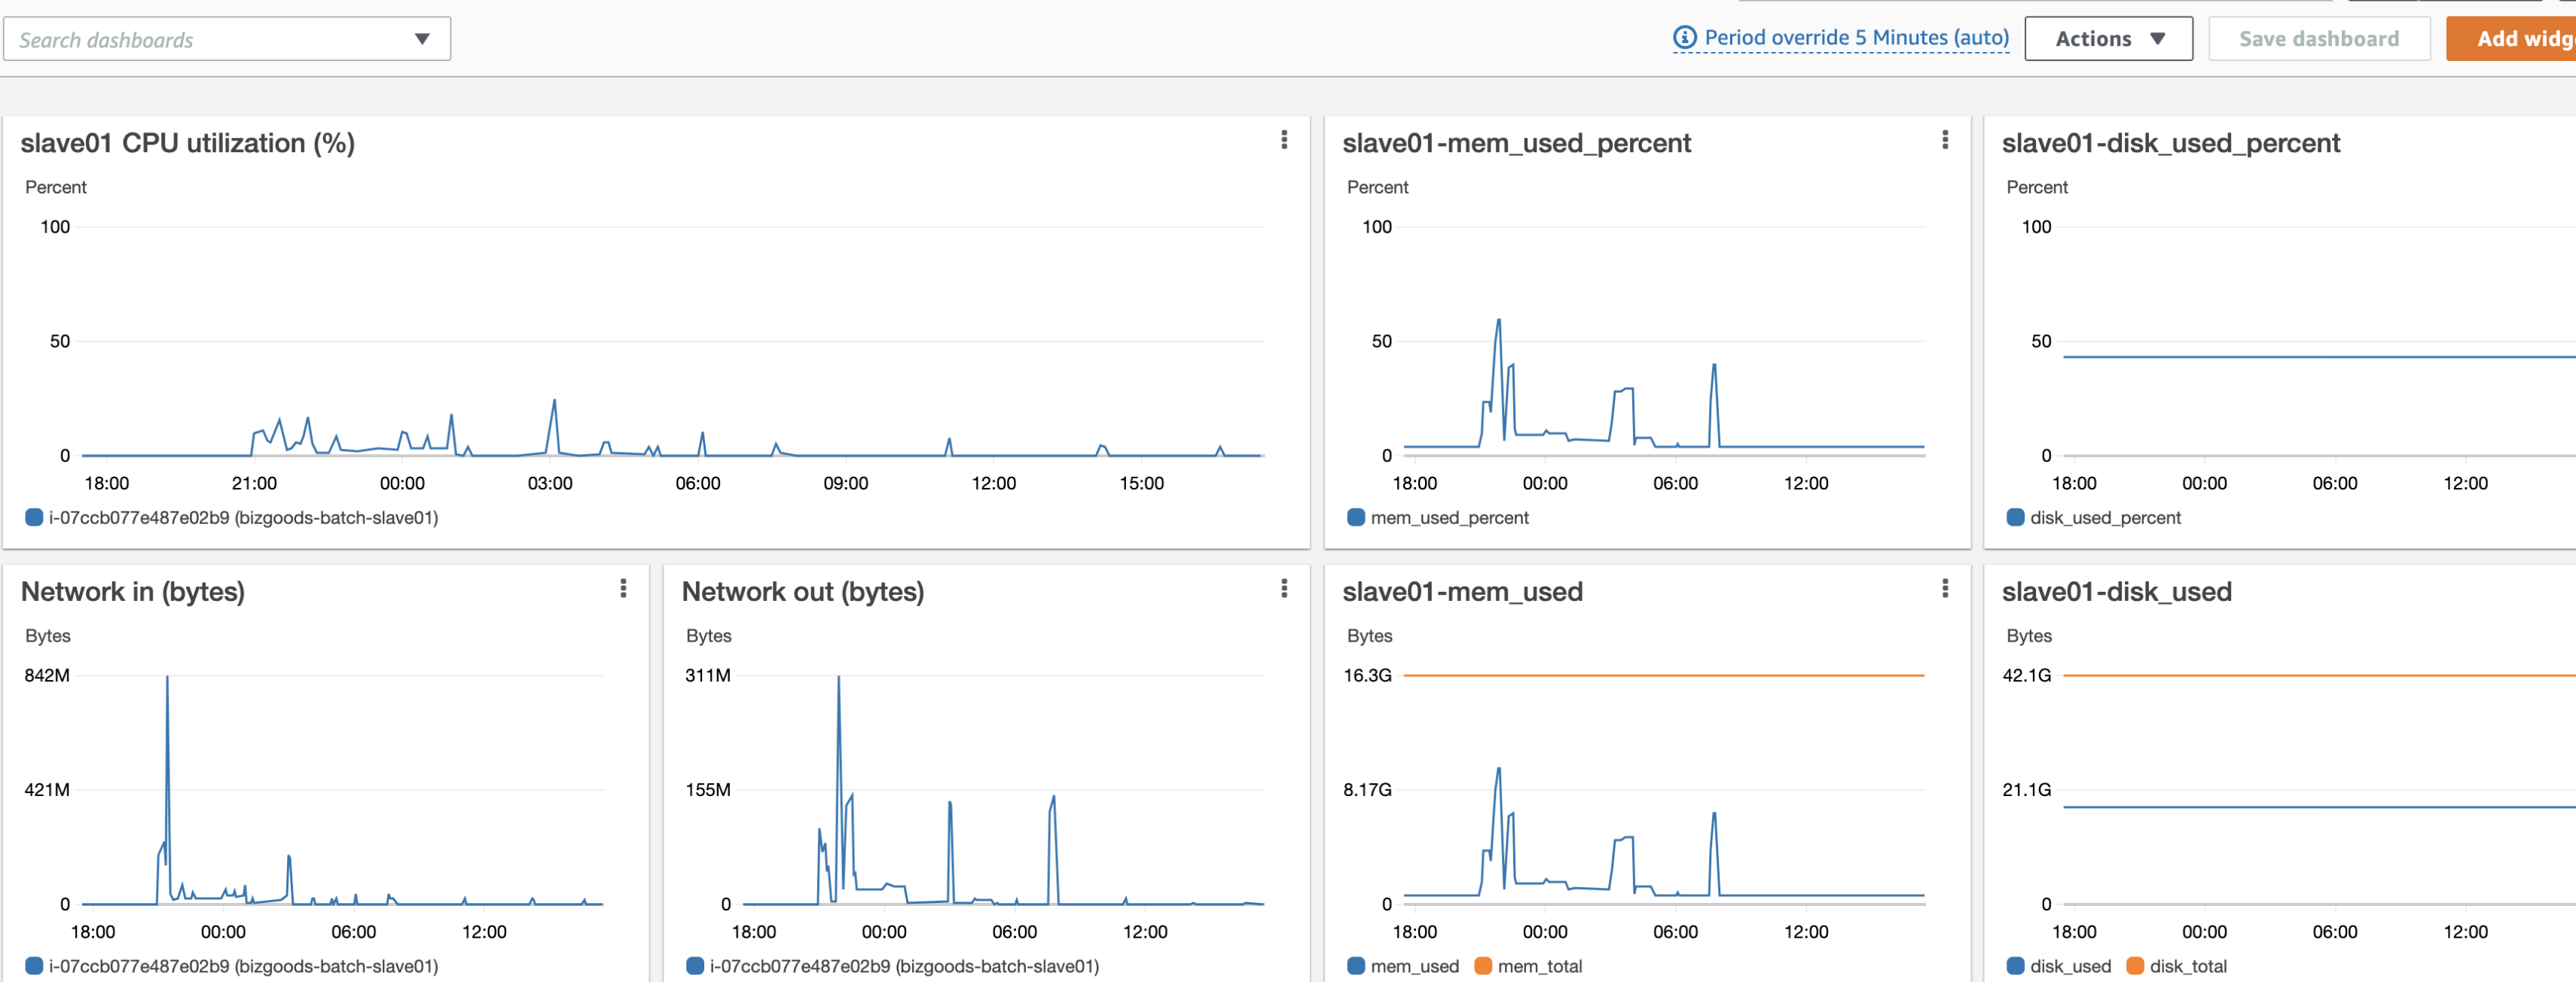 Search dashboards
Period override 5 Minutes (auto)
Actions
Save dashboard
Add widg
slave01 CPU utilization (%)
Percent
100
50
0
18:00 21:00 00:00 03:00 06:00 09:00 12:00 15:00
i-07ccb077e487e02b9 (bizgoods-batch-slave01)
slave01-mem_used_percent
Percent
100
50
0
18:00 00:00 06:00 12:00
mem_used_percent
slave01-disk_used_percent
Percent
100
50
0
18:00 00:00 06:00 12:00
disk_used_percent
Network in (bytes)
Bytes
842M
421M
0
18:00 00:00 06:00 12:00
i-07ccb077e487e02b9 (bizgoods-batch-slave01)
Network out (bytes)
Bytes
311M
155M
0
18:00 00:00 06:00 12:00
i-07ccb077e487e02b9 (bizgoods-batch-slave01)
slave01-mem_used
Bytes
16.3G
8.17G
0
18:00 00:00 06:00 12:00
mem_used mem_total
slave01-disk_used
Bytes
42.1G
21.1G
0
18:00 00:00 06:00 12:00
disk_used disk_total